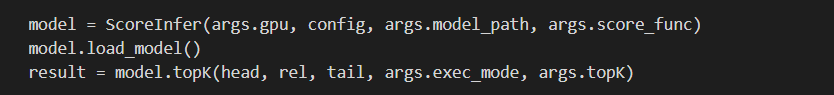 model = ScoreInfer(args.gpu, config, args.model_path, args.score_func)
model.load_model()
result = model.topK(head, rel, tail, args.exec_mode, args.topK)